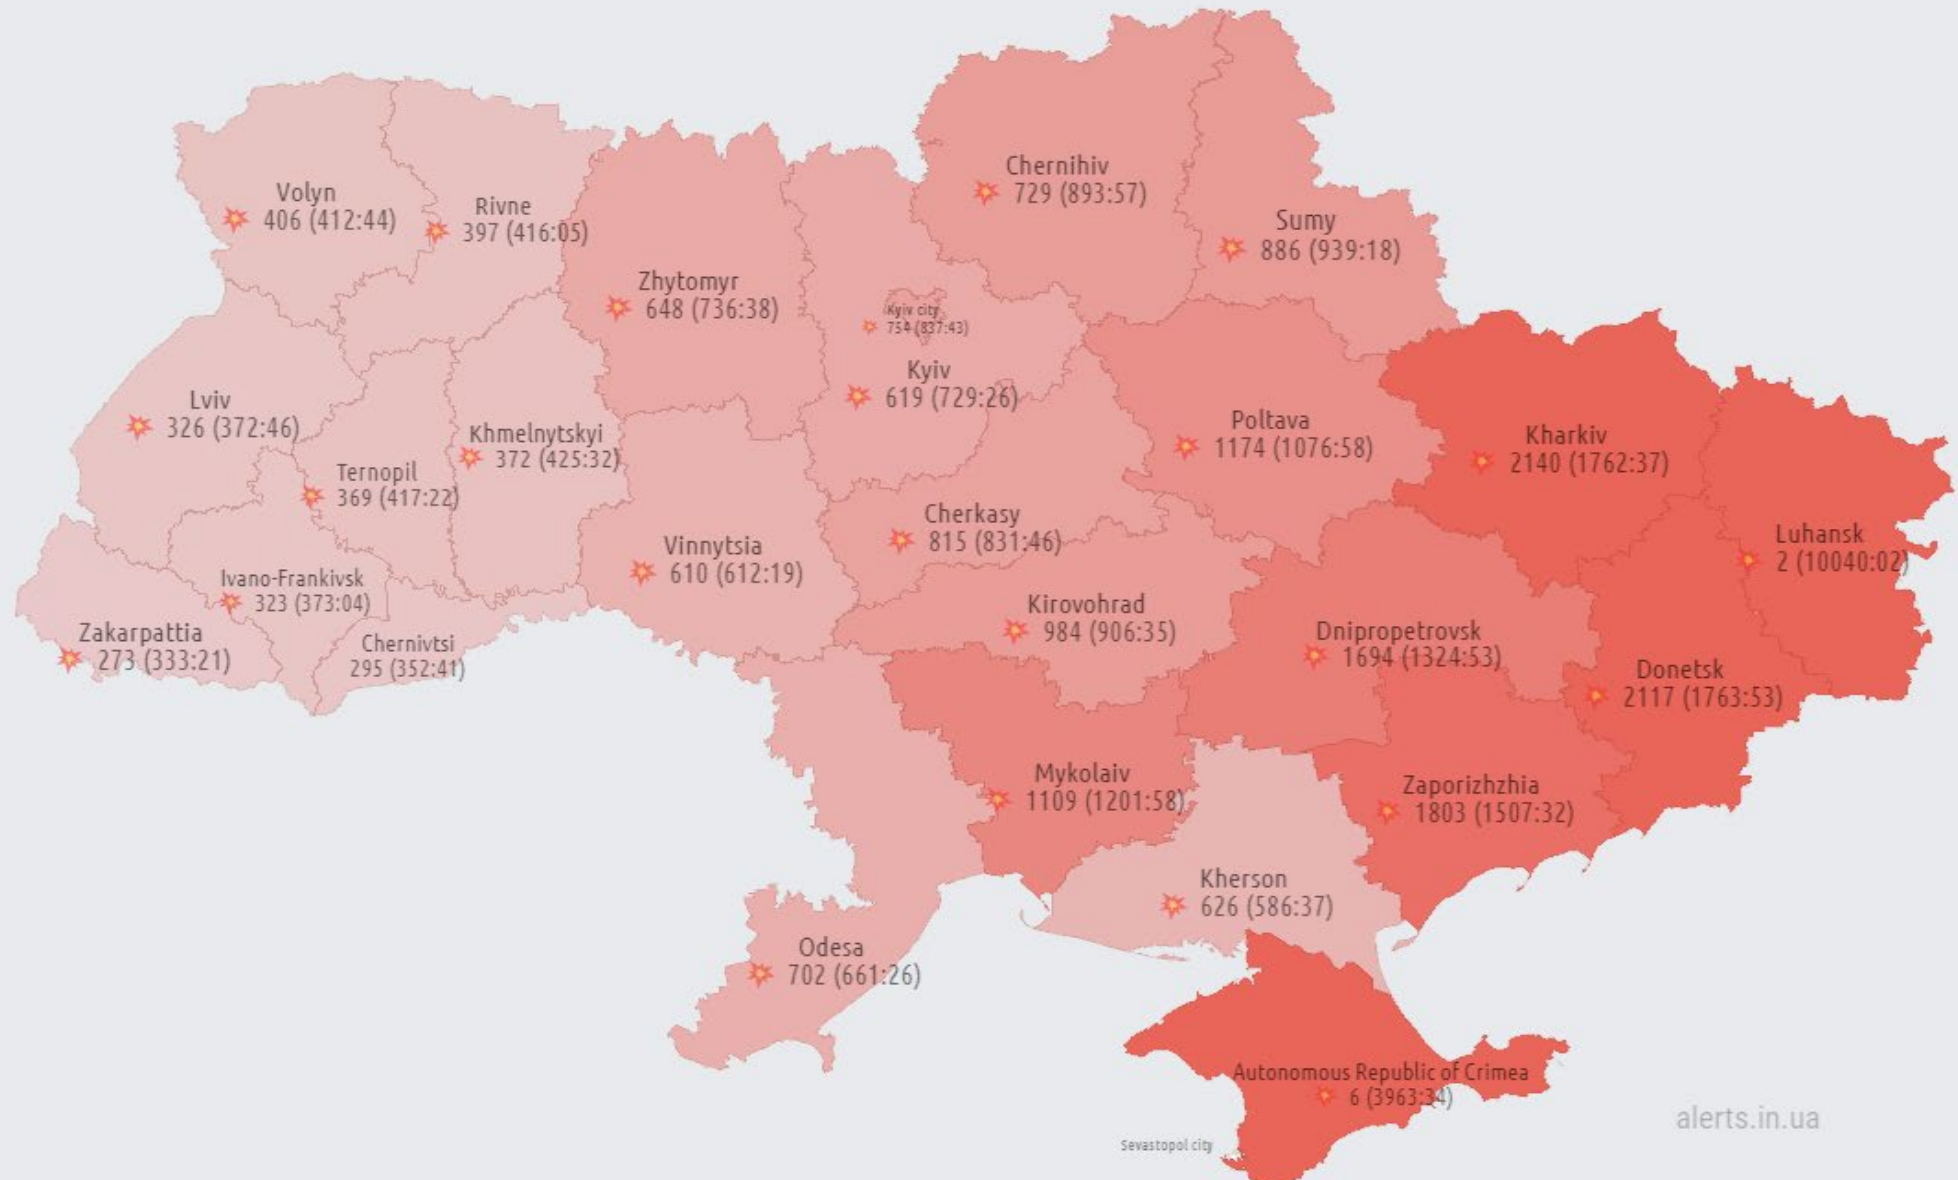 Chernihiv
729 (893:57)
Volyn
406 (412:44)
Rivne
397 (416:05)
Sumy
886 (939:18)
Zhytomyr
648 (736:38)
Kyiv city
754 (837:43)
Kyiv
619 (729:26)
Lviv
326 (372:46)
Khmelnytskyi
372 (425:32)
Poltava
1174 (1076:58)
Kharkiv
2140 (1762:37)
Ternopil
369 (417:22)
Cherkasy
815 (831:46)
Luhansk
2 (10040:02)
Vinnytsia
610 (612:19)
Ivano-Frankivsk
323 (373:04)
Kirovohrad
984 (906:35)
Zakarpattia
273 (333:21)
Chernivtsi
295 (352:41)
Dnipropetrovsk
1694 (1324:53)
Donetsk
2117 (1763:53)
Mykolaiv
1109 (1201:58)
Zaporizhzhia
1803 (1507:32)
Kherson
626 (586:37)
Odesa
702 (661:26)
Autonomous Republic of Crimea
6 (3963:34)
Sevastopol city
alerts.in.ua